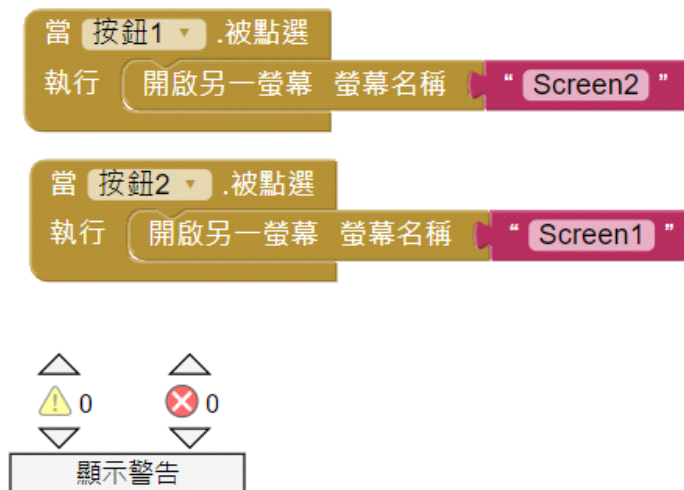 當 按鈕1 .被點選
執行 開啟另一螢幕 螢幕名稱 “ Screen2 ”
當 按鈕2 .被點選
執行 開啟另一螢幕 螢幕名稱 “ Screen1 ”
0 0
顯示警告